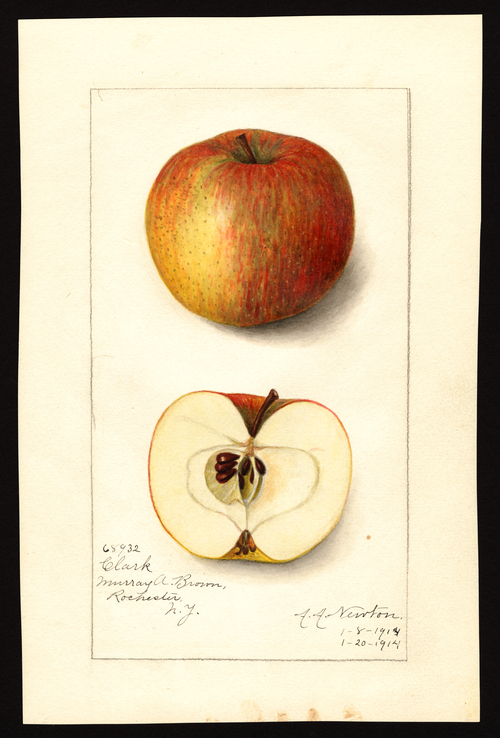 68932
Clark
Murray A. Brown,
Rochester,
N.Y.
A.A. Newton.
1-8-1914
1-20-1914